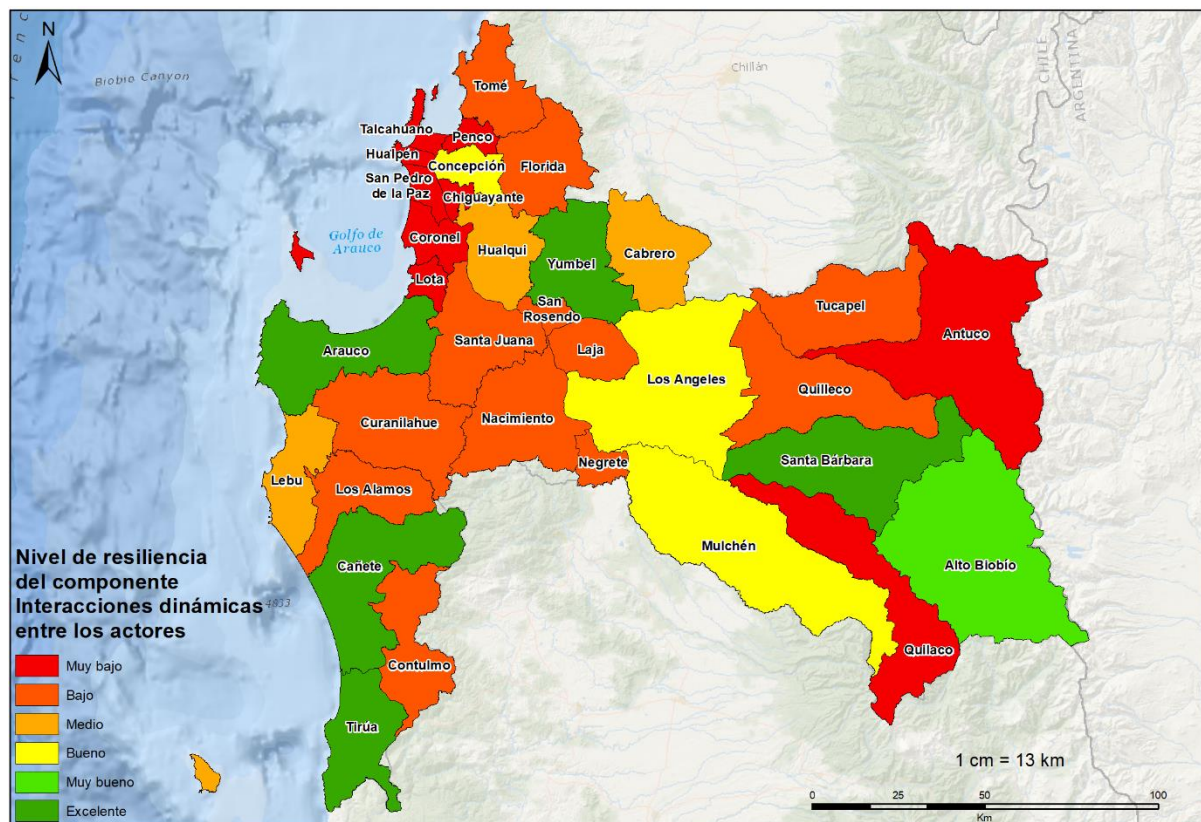 N
Biobio Canyon
Chillán
CHILE
ARGENTINA
Tomé
Talcahuano
Penco
Hualpén
Concepción
Florida
San Pedro
de la Paz
Chiguayante
Golfo de
Arauco
Coronel
Hualqui
Yumbel
Cabrero
Lota
San
Rosendo
Tucapel
Antuco
Arauco
Santa Juana
Laja
Los Angeles
Quilleco
Curanilahue
Nacimiento
Negrete
Santa Bárbara
Lebu
Los Alamos
Mulchén
Alto Biobío
Cañete
4833
Quilaco
Contulmo
Tirúa
Nivel de resiliencia
del componente
Interacciones dinámicas
entre los actores
Muy bajo
Bajo
Medio
Bueno
Muy bueno
Excelente
1 cm = 13 km
0 25 50 100
Km